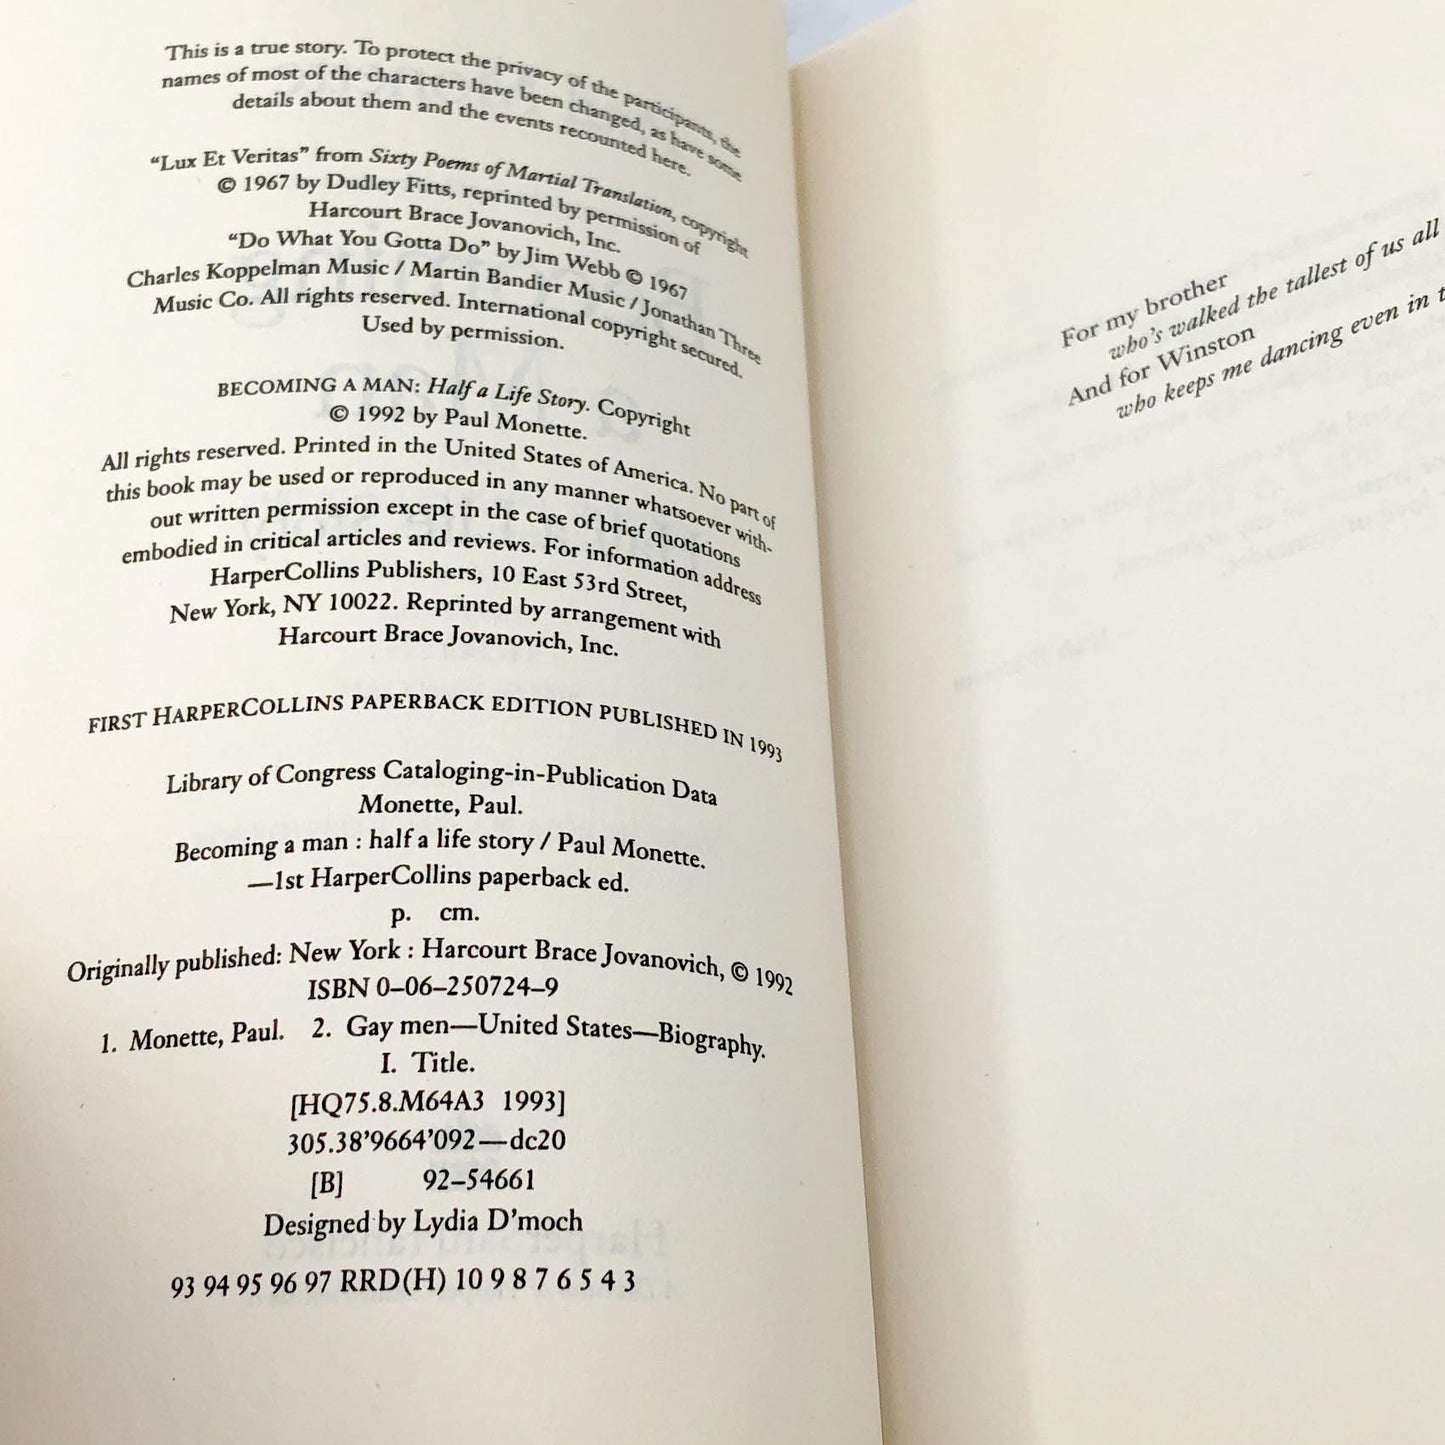 This is a true story. To protect the privacy of the participants, the
names of most of the characters have been changed, as have some
details about them and the events recounted here.
“Lux Et Veritas” from Sixty Poems of Martial Translation, copyright
© 1967 by Dudley Fitts, reprinted by permission of
Harcourt Brace Jovanovich, Inc.
“Do What You Gotta Do” by Jim Webb © 1967
Charles Koppelman Music / Martin Bandier Music / Jonathan Three
Music Co. All rights reserved. International copyright secured.
Used by permission.
BECOMING A MAN: Half a Life Story. Copyright
© 1992 by Paul Monette.
All rights reserved. Printed in the United States of America. No part of
this book may be used or reproduced in any manner whatsoever with-
out written permission except in the case of brief quotations
embodied in critical articles and reviews. For information address
HarperCollins Publishers, 10 East 53rd Street,
New York, NY 10022. Reprinted by arrangement with
Harcourt Brace Jovanovich, Inc.
FIRST HARPERCOLLINS PAPERBACK EDITION PUBLISHED IN 1993
Library of Congress Cataloging-in-Publication Data
Monette, Paul.
Becoming a man : half a life story / Paul Monette.
—1st HarperCollins paperback ed.
p. cm.
Originally published: New York : Harcourt Brace Jovanovich, © 1992
ISBN 0–06–250724–9
1. Monette, Paul. 2. Gay men—United States—Biography.
I. Title.
[HQ75.8.M64A3 1993]
305.38’9664’092—dc20
[B] 92–54661
Designed by Lydia D’moch
93 94 95 96 97 RRD(H) 10 9 8 7 6 5 4 3
For my brother
who’s walked the tallest of us all
And for Winston
who keeps me dancing even in t